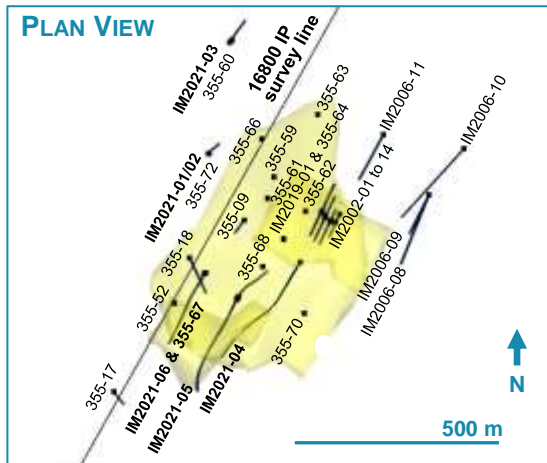 PLAN VIEW
IM2021-03
355-60
16800 IP
survey line
355-63
IM2006-11
IM2006-10
355-66
355-59
355-61
IM2019-01 & 355-64
355-62
IM2021-01/02
355-72
355-09
IM2002-01 to 14
355-18
355-68
IM2006-09
IM2006-08
355-52
IM2021-06 & 355-67
IM2021-05
IM2021-04
355-70
355-17
N
500 m